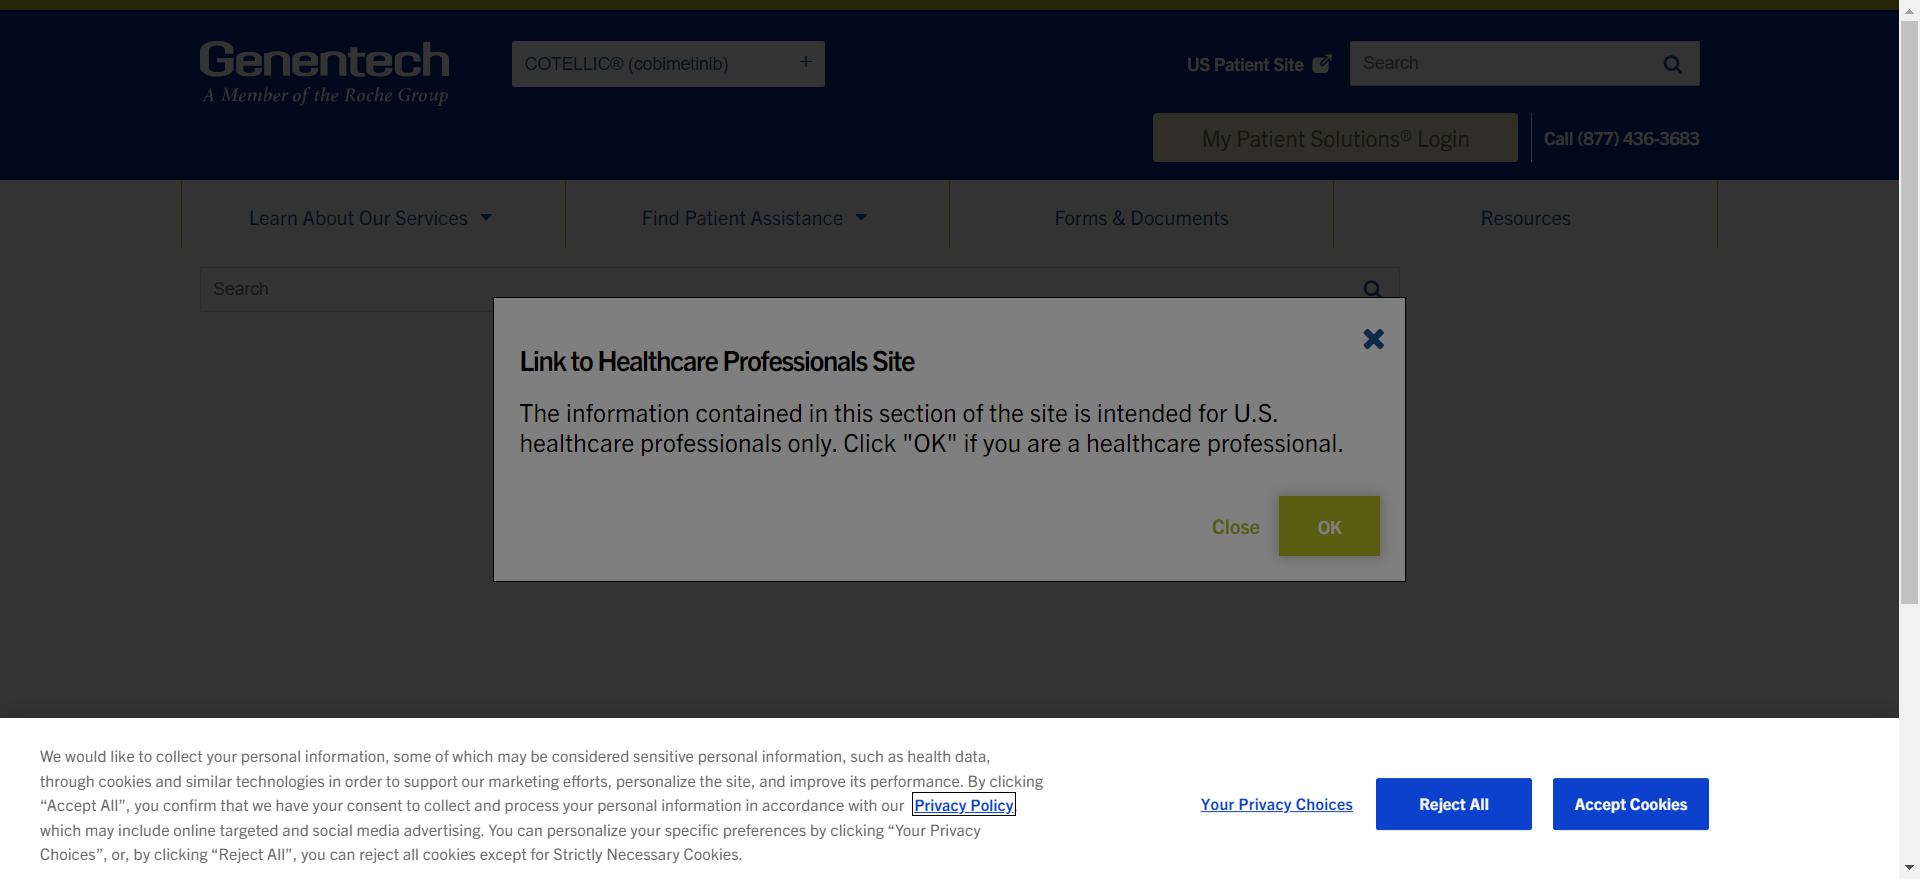 Genentech
A Member of the Roche Group
COTELLIC® (cobimetinib) +
US Patient Site
Search
My Patient Solutions® Login
Call (877) 436-3683
Learn About Our Services
Find Patient Assistance
Forms & Documents
Resources
Search
Link to Healthcare Professionals Site
The information contained in this section of the site is intended for U.S.
healthcare professionals only. Click "OK" if you are a healthcare professional.
Close
OK
We would like to collect your personal information, some of which may be considered sensitive personal information, such as health data,
through cookies and similar technologies in order to support our marketing efforts, personalize the site, and improve its performance. By clicking
“Accept All”, you confirm that we have your consent to collect and process your personal information in accordance with our Privacy Policy,
which may include online targeted and social media advertising. You can personalize your specific preferences by clicking “Your Privacy
Choices”, or, by clicking “Reject All”, you can reject all cookies except for Strictly Necessary Cookies.
Your Privacy Choices
Reject All
Accept Cookies